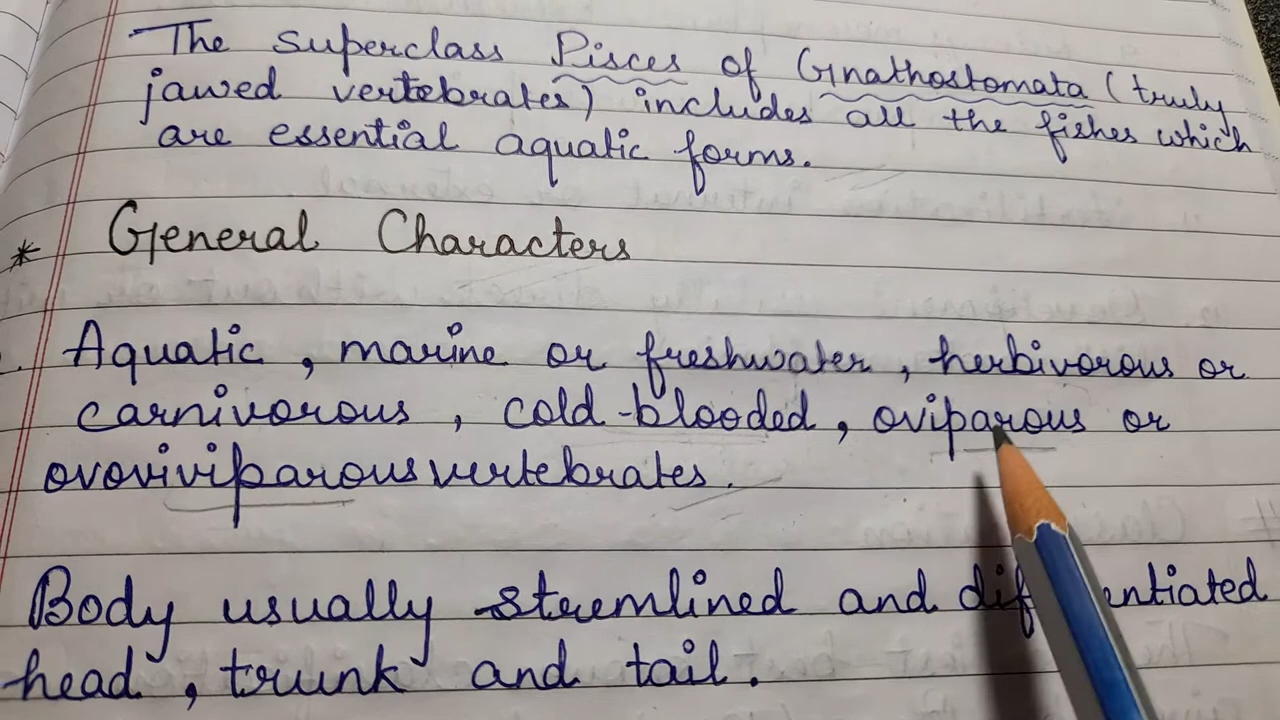 The superclass Pisces of Gnathostomata (truly
jawed vertebrates) includes all the fishes which
are essential aquatic forms.
* General Characters
Aquatic, marine or freshwater, herbivorous or
carnivorous, cold-blooded, oviparous or
ovoviviparous vertebrates.
Body usually stremlined and
head, trunk and tail.